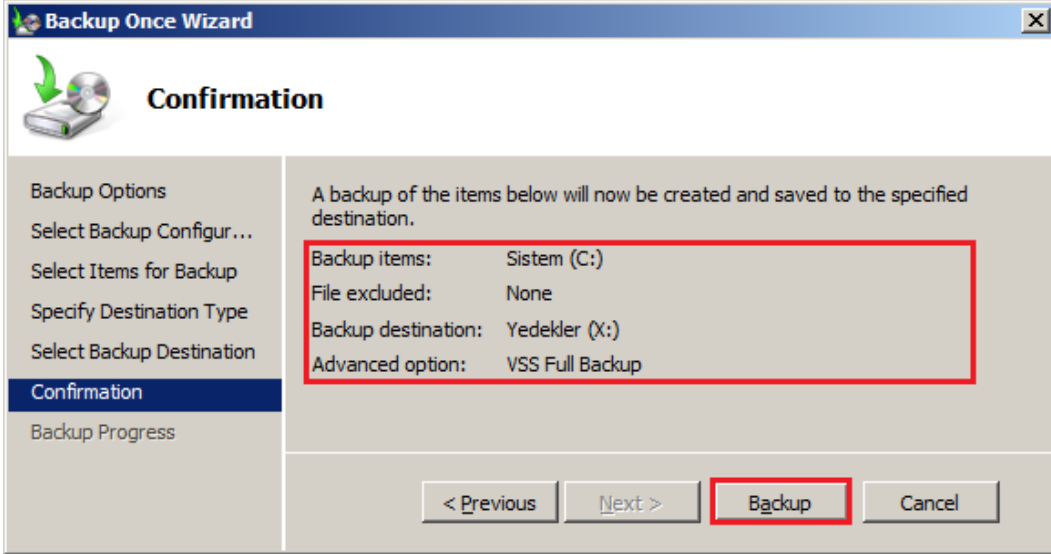 Backup Once Wizard
Confirmation
Backup Options
Select Backup Configur...
Select Items for Backup
Specify Destination Type
Select Backup Destination
Confirmation
Backup Progress
A backup of the items below will now be created and saved to the specified
destination.
Backup items: Sistem (C:)
File excluded: None
Backup destination: Yedekler (X:)
Advanced option: VSS Full Backup
< Previous Next > Backup Cancel